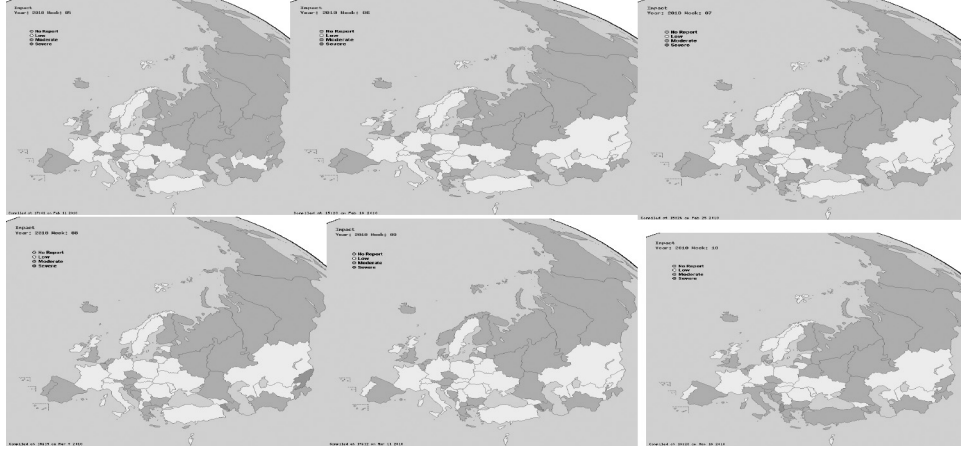 Impact
Year: 2010 Week: 05
No Report
Low
Moderate
Severe
Impact
Year: 2010 Week: 06
No Report
Low
Moderate
Severe
Impact
Year: 2010 Week: 07
No Report
Low
Moderate
Severe
Impact
Year: 2010 Week: 08
No Report
Low
Moderate
Severe
Impact
Year: 2010 Week: 09
No Report
Low
Moderate
Severe
Impact
Year: 2010 Week: 10
No Report
Low
Moderate
Severe